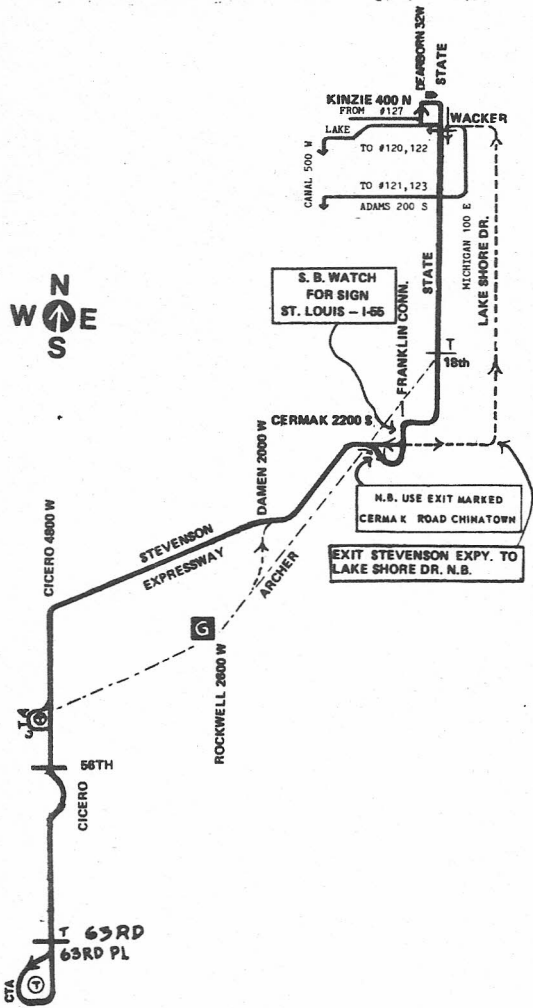 DEARBORN 32W
STATE
KINZIE 400 N
FROM #127
WACKER
LAKE
TO #120,122
CANAL 500 W
TO #121,123
ADAMS 200 S
MICHIGAN 100 E
LAKE SHORE DR.
STATE
N
W E
S
S. B. WATCH
FOR SIGN
ST. LOUIS – I-55
FRANKLIN CONN.
T
18th
CERMAK 2200 S
DAMEN 2000 W
N.B. USE EXIT MARKED
CERMAK ROAD CHINATOWN
EXIT STEVENSON EXPY. TO
LAKE SHORE DR. N.B.
CICERO 4800 W
STEVENSON
EXPRESSWAY
ARCHER
G
ROCKWELL 2600 W
T
T
56TH
CICERO
T 63RD
63RD PL
CTA
T